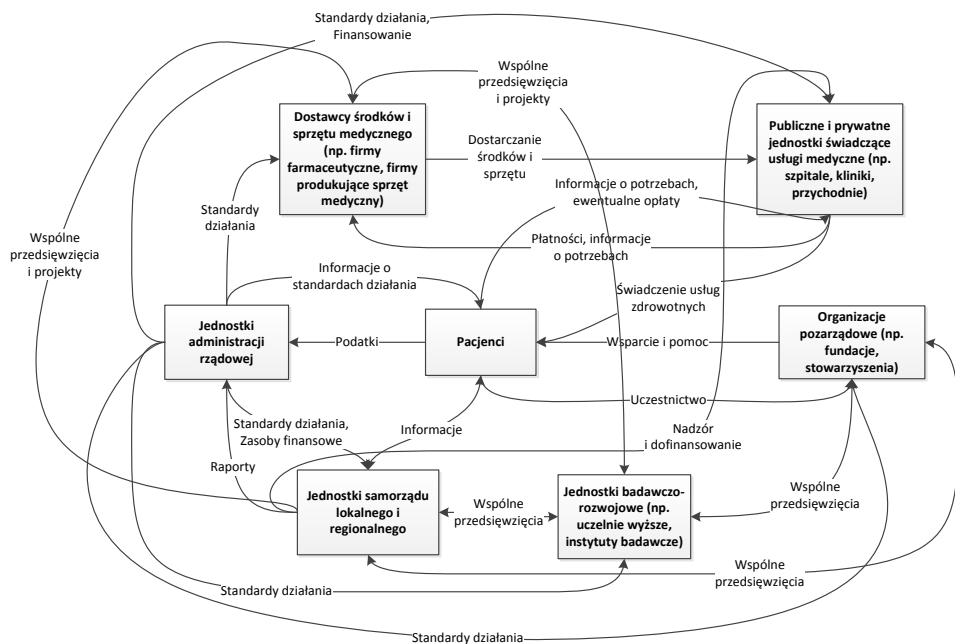 Standardy działania,
Finansowanie
Wspólne
przedsięwzięcia
i projekty
Dostawcy środków i
sprzętu medycznego
(np. firmy
farmaceutyczne, firmy
produkujące sprzęt
medyczny)
Dostarczanie
środków i
sprzętu
Publiczne i prywatne
jednostki świadczące
usługi medyczne (np.
szpitale, kliniki,
przychodnie)
Informacje o potrzebach,
ewentualne opłaty
Standardy
działania
Wspólne
przedsięwzięcia
i projekty
Płatności, informacje
o potrzebach
Informacje o
standardach działania
Świadczenie usług
zdrowotnych
Jednostki
administracji
rządowej
Podatki
Pacjenci
Wsparcie i pomoc
Organizacje
pozarządowe (np.
fundacje,
stowarzyszenia)
Uczestnictwo
Standardy działania,
Zasoby finansowe
Informacje
Nadzór
i dofinansowanie
Raporty
Jednostki samorządu
lokalnego i
regionalnego
Wspólne
przedsięwzięcia
Jednostki badawczo-
rozwojowe (np.
uczelnie wyższe,
instytuty badawcze)
Wspólne
przedsięwzięcia
Wspólne
przedsięwzięcia
Standardy działania
Standardy działania